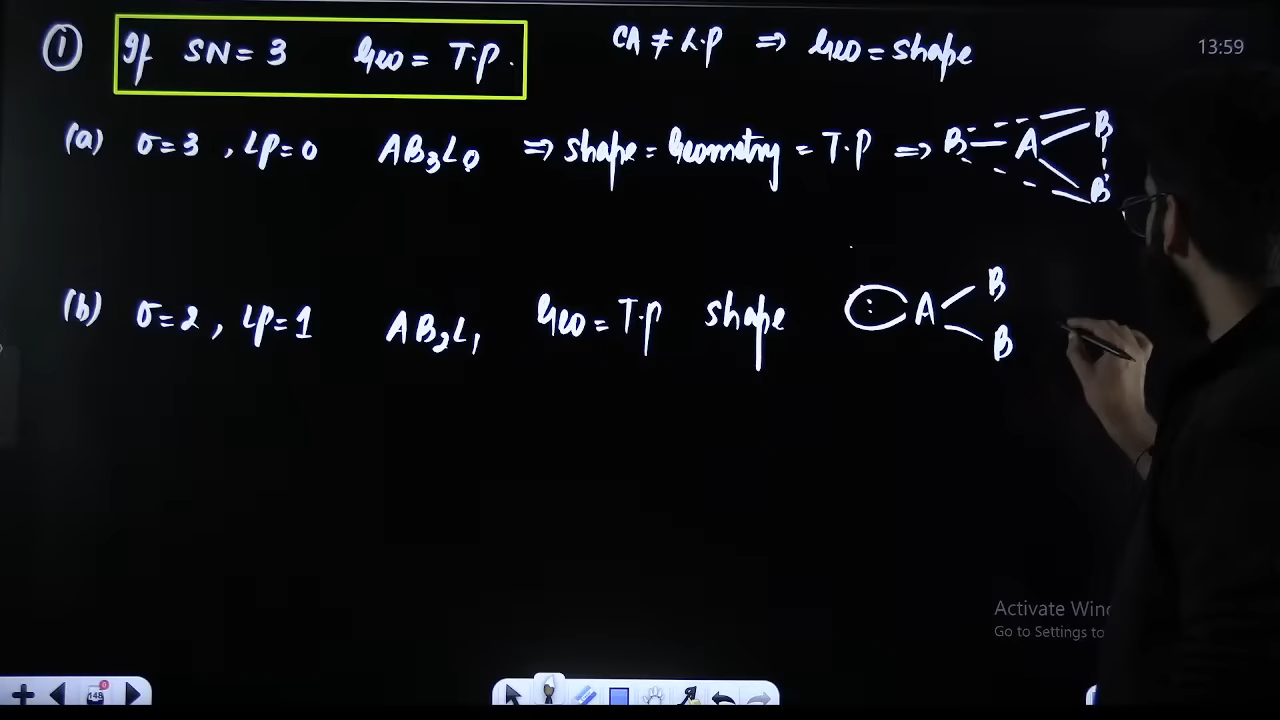 ① If SN = 3 Geo = T.P. CA ≠ L.P ⇒ Geo = shape
13:59
(a) σ = 3 , LP = 0 AB₃L₀ ⇒ shape = Geometry = T.P ⇒ B A B B
(b) σ = 2 , LP = 1 AB₂L₁ Geo = T.P shape : A B B
Activate Wind
Go to Settings to
148